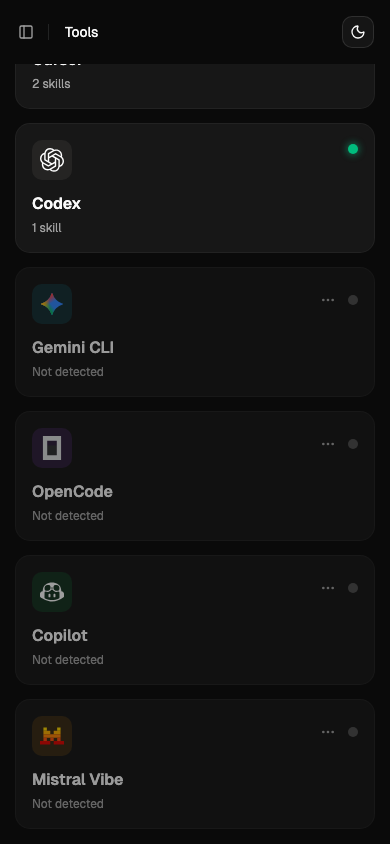 Tools
2 skills
Codex
1 skill
Gemini CLI
Not detected
OpenCode
Not detected
Copilot
Not detected
Mistral Vibe
Not detected